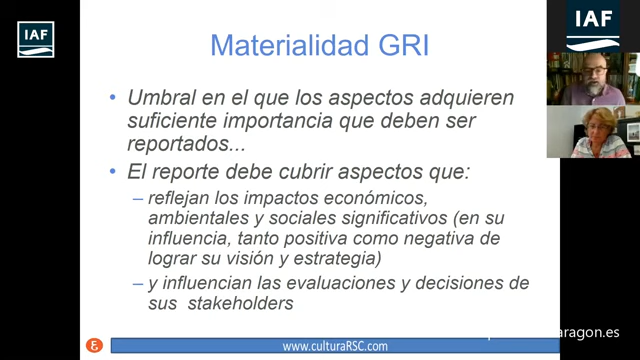 IAF
IAF
Materialidad GRI
• Umbral en el que los aspectos adquieren
suficiente importancia que deben ser
reportados...
• El reporte debe cubrir aspectos que:
– reflejan los impactos económicos,
ambientales y sociales significativos (en su
influencia, tanto positiva como negativa de
lograr su visión y estrategia)
– y influencian las evaluaciones y decisiones de
sus stakeholders
www.culturaRSC.com
aragon.es